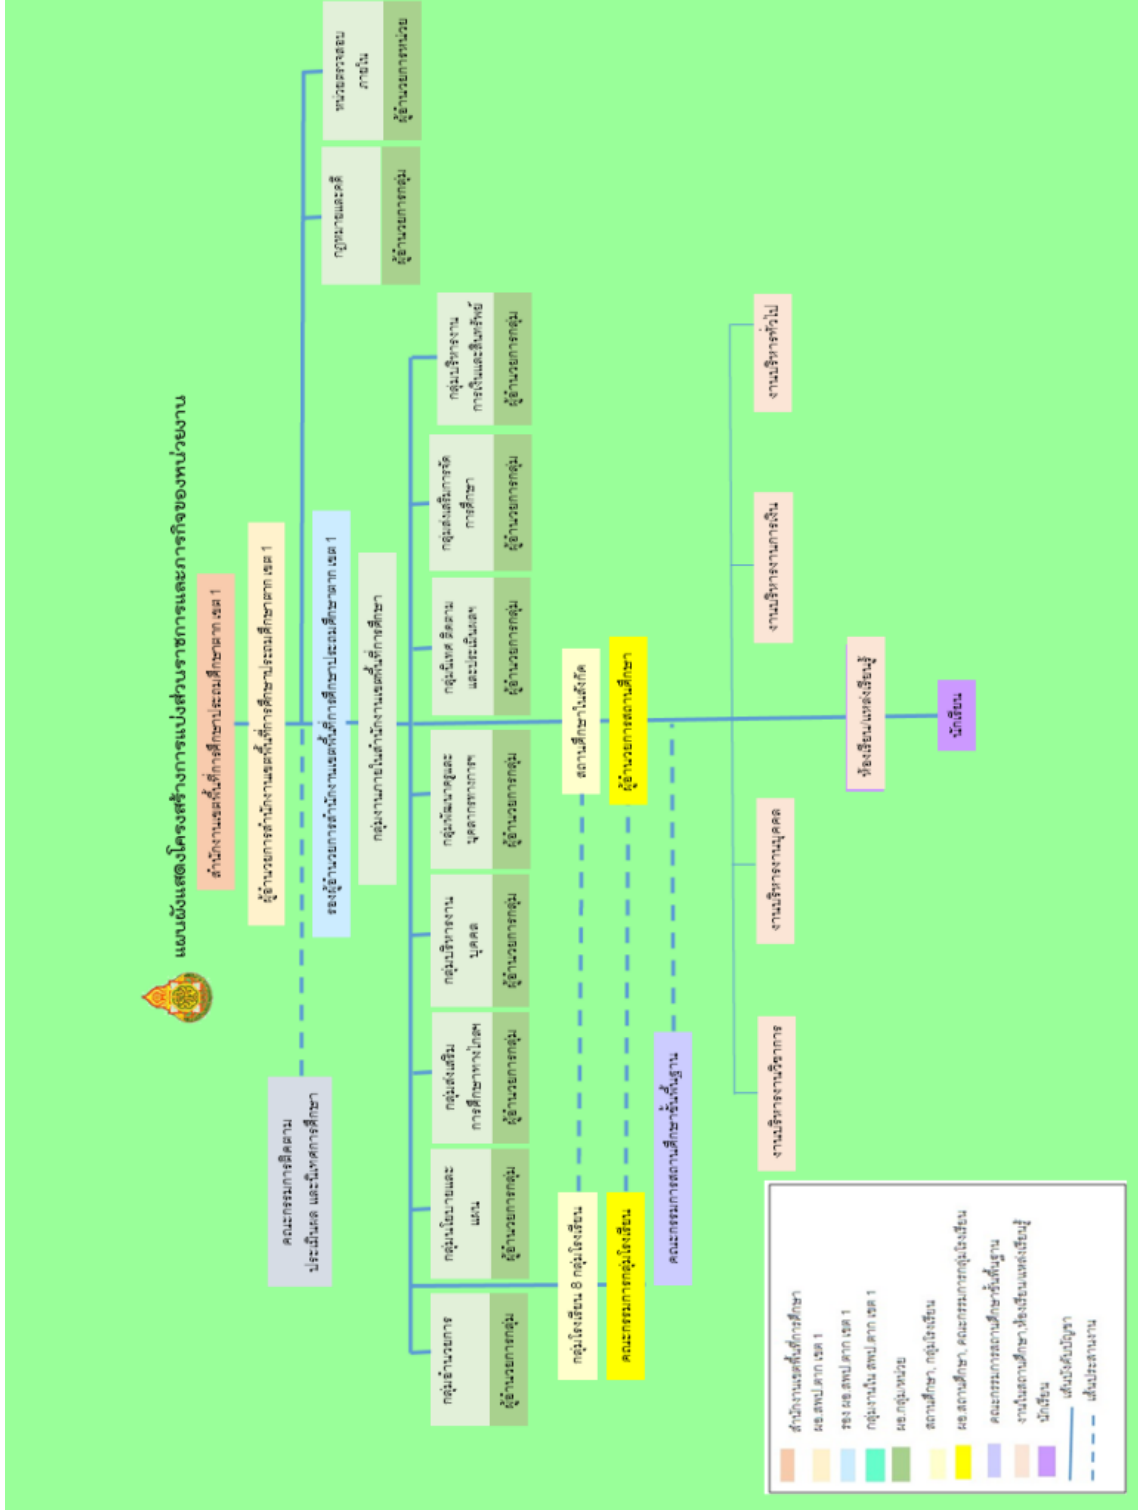 แผนผังแสดงโครงสร้างการแบ่งส่วนราชการและภารกิจของหน่วยงาน
สำนักงานเขตพื้นที่การศึกษาประถมศึกษาตาก เขต 1
ผู้อำนวยการสำนักงานเขตพื้นที่การศึกษาประถมศึกษาตาก เขต 1
คณะกรรมการติดตาม
ประเมินผล และนิเทศการศึกษา
รองผู้อำนวยการสำนักงานเขตพื้นที่การศึกษาประถมศึกษาตาก เขต 1
กฎหมายและคดี
ผู้อำนวยการกลุ่ม
หน่วยตรวจสอบ
ภายใน
ผู้อำนวยการหน่วย
กลุ่มงานภายในสำนักงานเขตพื้นที่การศึกษา
กลุ่มอำนวยการ
ผู้อำนวยการกลุ่ม
กลุ่มนโยบายและ
แผน
ผู้อำนวยการกลุ่ม
กลุ่มส่งเสริม
การศึกษาทางไกลฯ
ผู้อำนวยการกลุ่ม
กลุ่มบริหารงาน
บุคคล
ผู้อำนวยการกลุ่ม
กลุ่มพัฒนาครูและ
บุคลากรทางการฯ
ผู้อำนวยการกลุ่ม
กลุ่มนิเทศ ติดตาม
และประเมินผลฯ
ผู้อำนวยการกลุ่ม
กลุ่มส่งเสริมการจัด
การศึกษา
ผู้อำนวยการกลุ่ม
กลุ่มบริหารงาน
การเงินและสินทรัพย์
ผู้อำนวยการกลุ่ม
กลุ่มโรงเรียน 8 กลุ่มโรงเรียน
สถานศึกษาในสังกัด
คณะกรรมการกลุ่มโรงเรียน
ผู้อำนวยการสถานศึกษา
คณะกรรมการสถานศึกษาขั้นพื้นฐาน
งานบริหารงานวิชาการ
งานบริหารงานบุคคล
งานบริหารงานการเงิน
งานบริหารทั่วไป
ห้องเรียน/แหล่งเรียนรู้
นักเรียน
สำนักงานเขตพื้นที่การศึกษา
ผอ.สพป.ตาก เขต 1
รอง ผอ.สพป.ตาก เขต 1
กลุ่มงานใน สพป.ตาก เขต 1
ผอ.กลุ่ม/หน่วย
สถานศึกษา, กลุ่มโรงเรียน
ผอ.สถานศึกษา, คณะกรรมการกลุ่มโรงเรียน
คณะกรรมการสถานศึกษาขั้นพื้นฐาน
งานในสถานศึกษา,ห้องเรียน/แหล่งเรียนรู้
นักเรียน
เส้นบังคับบัญชา
เส้นประสานงาน